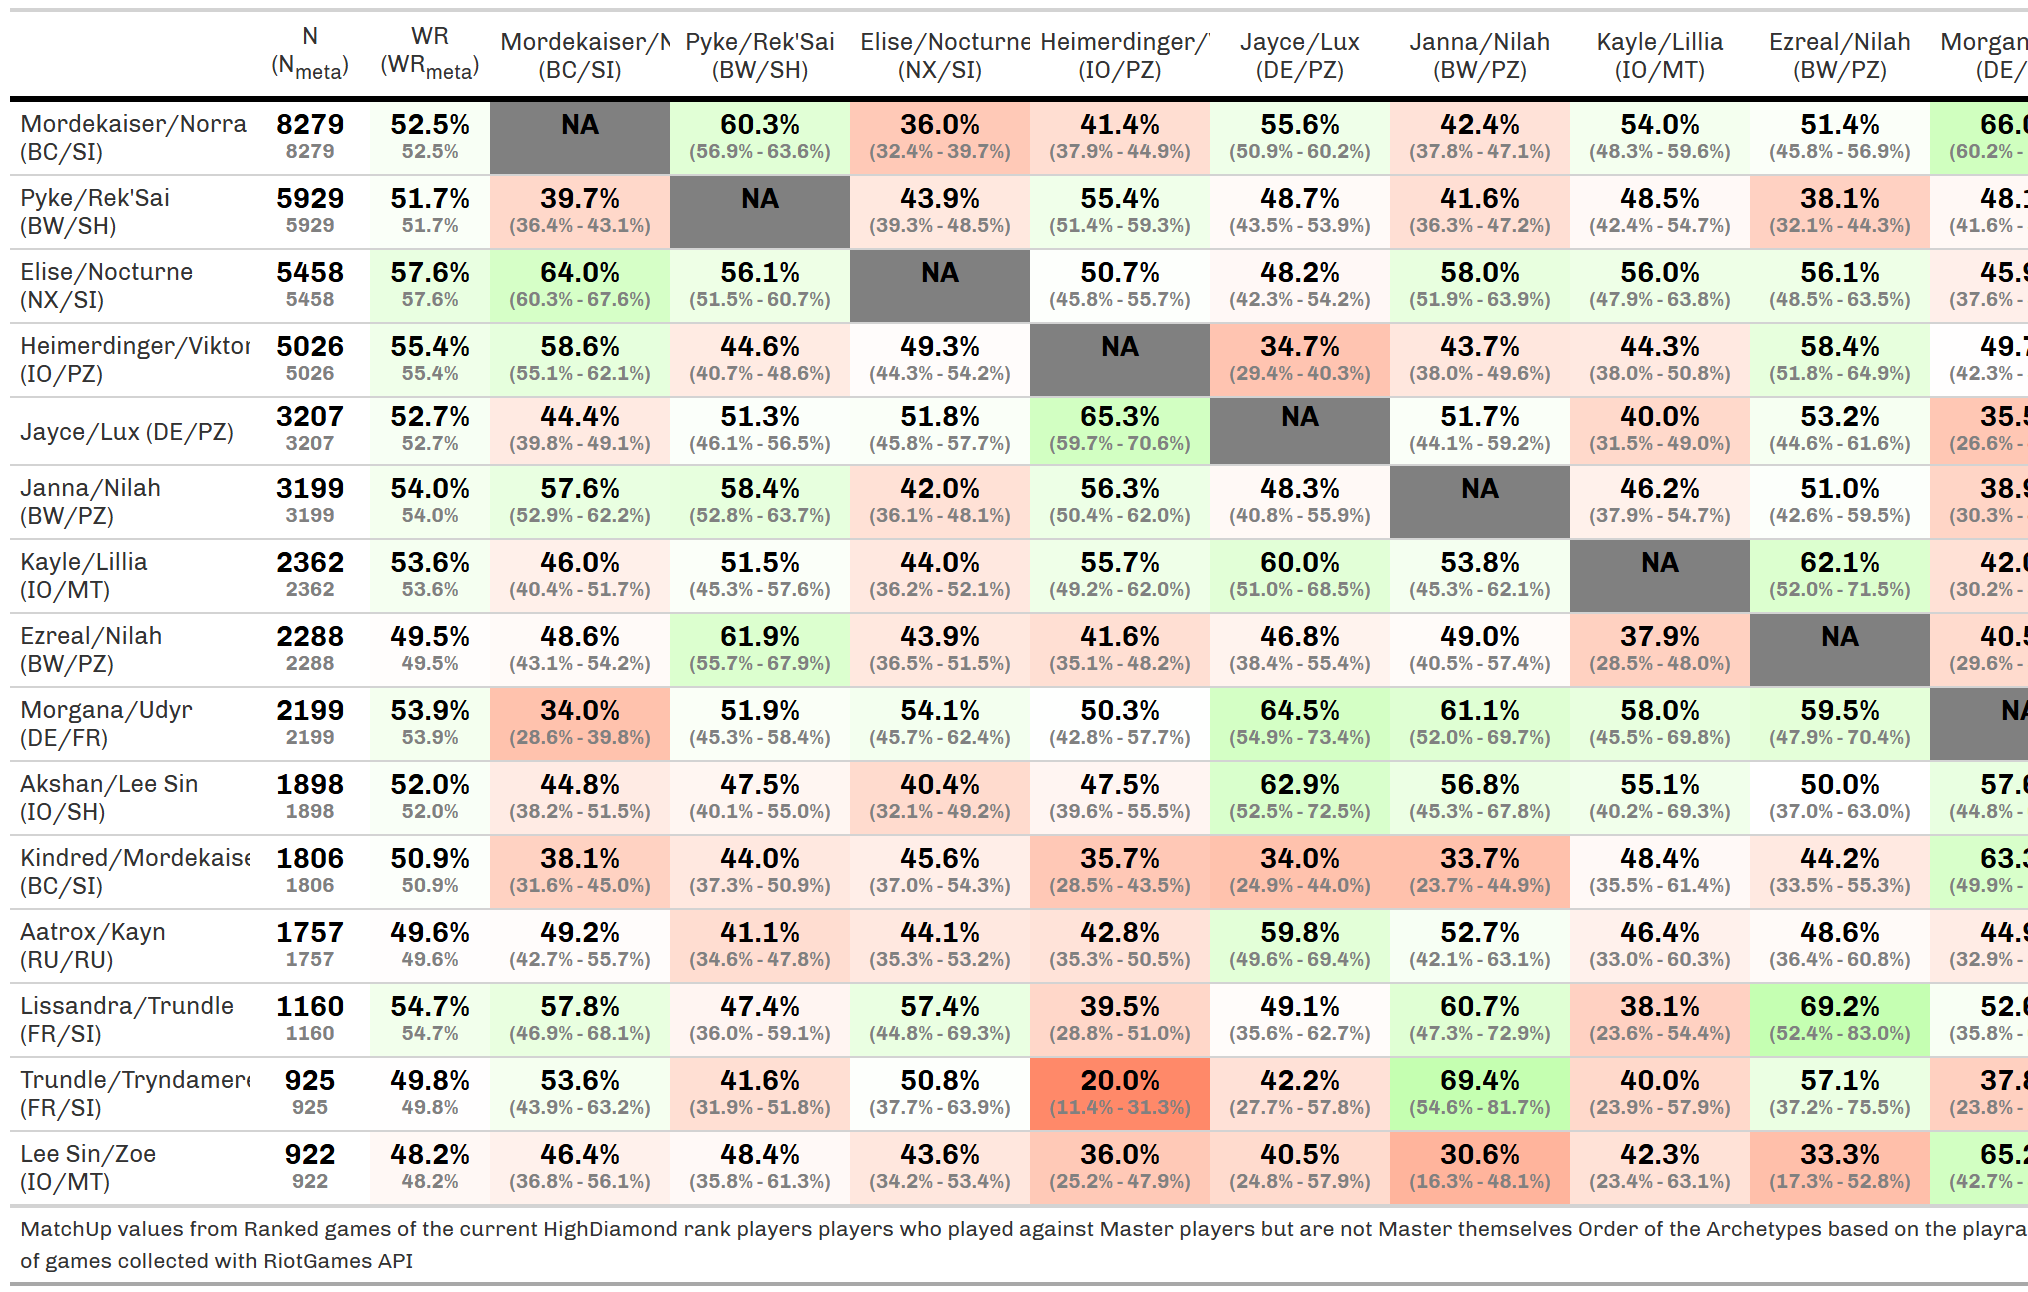 N WR Mordekaiser/N Pyke/Rek'Sai Elise/Nocturne Heimerdinger/ Jayce/Lux Janna/Nilah Kayle/Lillia Ezreal/Nilah Morgan
(Nmeta) (WRmeta) (BC/SI) (BW/SH) (NX/SI) (IO/PZ) (DE/PZ) (BW/PZ) (IO/MT) (BW/PZ) (DE/
Mordekaiser/Norra 8279 52.5% NA 60.3% 36.0% 41.4% 55.6% 42.4% 54.0% 51.4% 66.0
(BC/SI) 8279 52.5% (56.9% - 63.6%) (32.4% - 39.7%) (37.9% - 44.9%) (50.9% - 60.2%) (37.8% - 47.1%) (48.3% - 59.6%) (45.8% - 56.9%) (60.2% -
Pyke/Rek'Sai 5929 51.7% 39.7% NA 43.9% 55.4% 48.7% 41.6% 48.5% 38.1% 48.1
(BW/SH) 5929 51.7% (36.4% - 43.1%) (39.3% - 48.5%) (51.4% - 59.3%) (43.5% - 53.9%) (36.3% - 47.2%) (42.4% - 54.7%) (32.1% - 44.3%) (41.6% -
Elise/Nocturne 5458 57.6% 64.0% 56.1% NA 50.7% 48.2% 58.0% 56.0% 56.1% 45.9
(NX/SI) 5458 57.6% (60.3% - 67.6%) (51.5% - 60.7%) (45.8% - 55.7%) (42.3% - 54.2%) (51.9% - 63.9%) (47.9% - 63.8%) (48.5% - 63.5%) (37.6% -
Heimerdinger/Viktor 5026 55.4% 58.6% 44.6% 49.3% NA 34.7% 43.7% 44.3% 58.4% 49.7
(IO/PZ) 5026 55.4% (55.1% - 62.1%) (40.7% - 48.6%) (44.3% - 54.2%) (29.4% - 40.3%) (38.0% - 49.6%) (38.0% - 50.8%) (51.8% - 64.9%) (42.3% -
Jayce/Lux (DE/PZ) 3207 52.7% 44.4% 51.3% 51.8% 65.3% NA 51.7% 40.0% 53.2% 35.5
3207 52.7% (39.8% - 49.1%) (46.1% - 56.5%) (45.8% - 57.7%) (59.7% - 70.6%) (44.1% - 59.2%) (31.5% - 49.0%) (44.6% - 61.6%) (26.6% -
Janna/Nilah 3199 54.0% 57.6% 58.4% 42.0% 56.3% 48.3% NA 46.2% 51.0% 38.9
(BW/PZ) 3199 54.0% (52.9% - 62.2%) (52.8% - 63.7%) (36.1% - 48.1%) (50.4% - 62.0%) (40.8% - 55.9%) (37.9% - 54.7%) (42.6% - 59.5%) (30.3% -
Kayle/Lillia 2362 53.6% 46.0% 51.5% 44.0% 55.7% 60.0% 53.8% NA 62.1% 42.0
(IO/MT) 2362 53.6% (40.4% - 51.7%) (45.3% - 57.6%) (36.2% - 52.1%) (49.2% - 62.0%) (51.0% - 68.5%) (45.3% - 62.1%) (52.0% - 71.5%) (30.2% -
Ezreal/Nilah 2288 49.5% 48.6% 61.9% 43.9% 41.6% 46.8% 49.0% 37.9% NA 40.5
(BW/PZ) 2288 49.5% (43.1% - 54.2%) (55.7% - 67.9%) (36.5% - 51.5%) (35.1% - 48.2%) (38.4% - 55.4%) (40.5% - 57.4%) (28.5% - 48.0%) (29.6% -
Morgana/Udyr 2199 53.9% 34.0% 51.9% 54.1% 50.3% 64.5% 61.1% 58.0% 59.5% NA
(DE/FR) 2199 53.9% (28.6% - 39.8%) (45.3% - 58.4%) (45.7% - 62.4%) (42.8% - 57.7%) (54.9% - 73.4%) (52.0% - 69.7%) (45.5% - 69.8%) (47.9% - 70.4%)
Akshan/Lee Sin 1898 52.0% 44.8% 47.5% 40.4% 47.5% 62.9% 56.8% 55.1% 50.0% 57.6
(IO/SH) 1898 52.0% (38.2% - 51.5%) (40.1% - 55.0%) (32.1% - 49.2%) (39.6% - 55.5%) (52.5% - 72.5%) (45.3% - 67.8%) (40.2% - 69.3%) (37.0% - 63.0%) (44.8% -
Kindred/Mordekaise 1806 50.9% 38.1% 44.0% 45.6% 35.7% 34.0% 33.7% 48.4% 44.2% 63.3
(BC/SI) 1806 50.9% (31.6% - 45.0%) (37.3% - 50.9%) (37.0% - 54.3%) (28.5% - 43.5%) (24.9% - 44.0%) (23.7% - 44.9%) (35.5% - 61.4%) (33.5% - 55.3%) (49.9% -
Aatrox/Kayn 1757 49.6% 49.2% 41.1% 44.1% 42.8% 59.8% 52.7% 46.4% 48.6% 44.9
(RU/RU) 1757 49.6% (42.7% - 55.7%) (34.6% - 47.8%) (35.3% - 53.2%) (35.3% - 50.5%) (49.6% - 69.4%) (42.1% - 63.1%) (33.0% - 60.3%) (36.4% - 60.8%) (32.9% -
Lissandra/Trundle 1160 54.7% 57.8% 47.4% 57.4% 39.5% 49.1% 60.7% 38.1% 69.2% 52.6
(FR/SI) 1160 54.7% (46.9% - 68.1%) (36.0% - 59.1%) (44.8% - 69.3%) (28.8% - 51.0%) (35.6% - 62.7%) (47.3% - 72.9%) (23.6% - 54.4%) (52.4% - 83.0%) (35.8% -
Trundle/Tryndamere 925 49.8% 53.6% 41.6% 50.8% 20.0% 42.2% 69.4% 40.0% 57.1% 37.8
(FR/SI) 925 49.8% (43.9% - 63.2%) (31.9% - 51.8%) (37.7% - 63.9%) (11.4% - 31.3%) (27.7% - 57.8%) (54.6% - 81.7%) (23.9% - 57.9%) (37.2% - 75.5%) (23.8% -
Lee Sin/Zoe 922 48.2% 46.4% 48.4% 43.6% 36.0% 40.5% 30.6% 42.3% 33.3% 65.2
(IO/MT) 922 48.2% (36.8% - 56.1%) (35.8% - 61.3%) (34.2% - 53.4%) (25.2% - 47.9%) (24.8% - 57.9%) (16.3% - 48.1%) (23.4% - 63.1%) (17.3% - 52.8%) (42.7% -
MatchUp values from Ranked games of the current HighDiamond rank players players who played against Master players but are not Master themselves Order of the Archetypes based on the playra
of games collected with RiotGames API